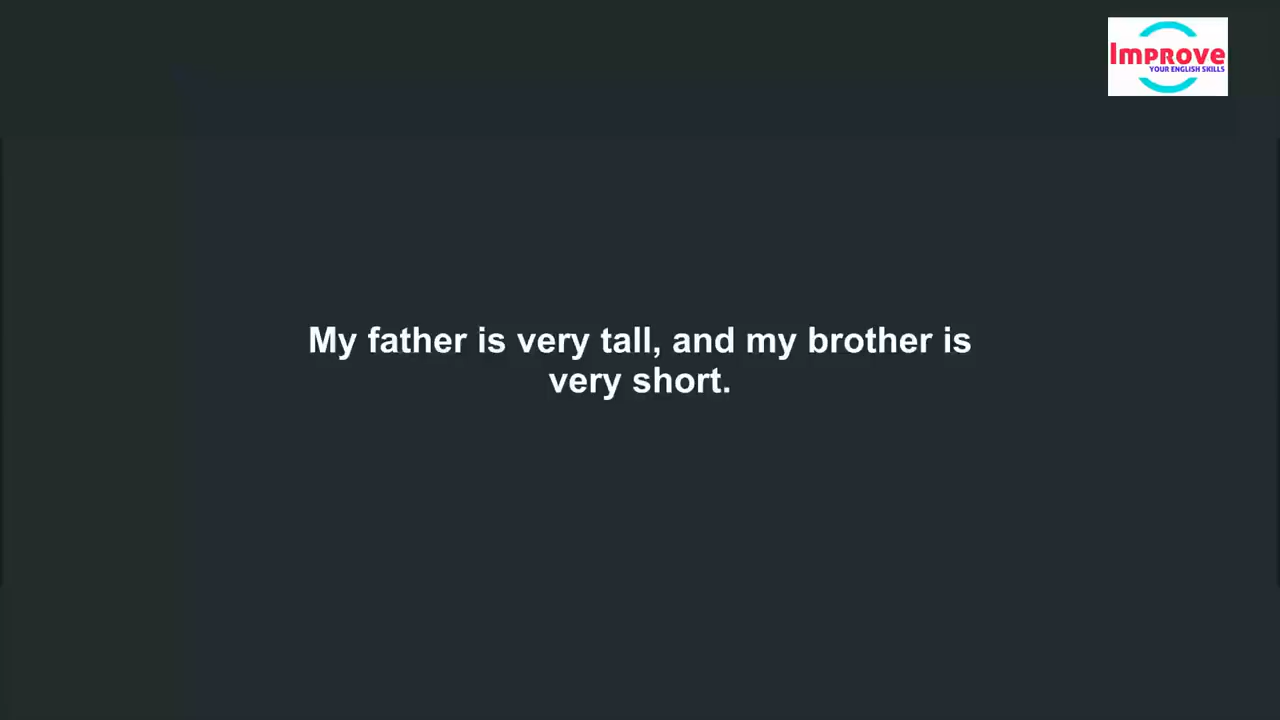 Improve
YOUR ENGLISH SKILLS
My father is very tall, and my brother is
very short.